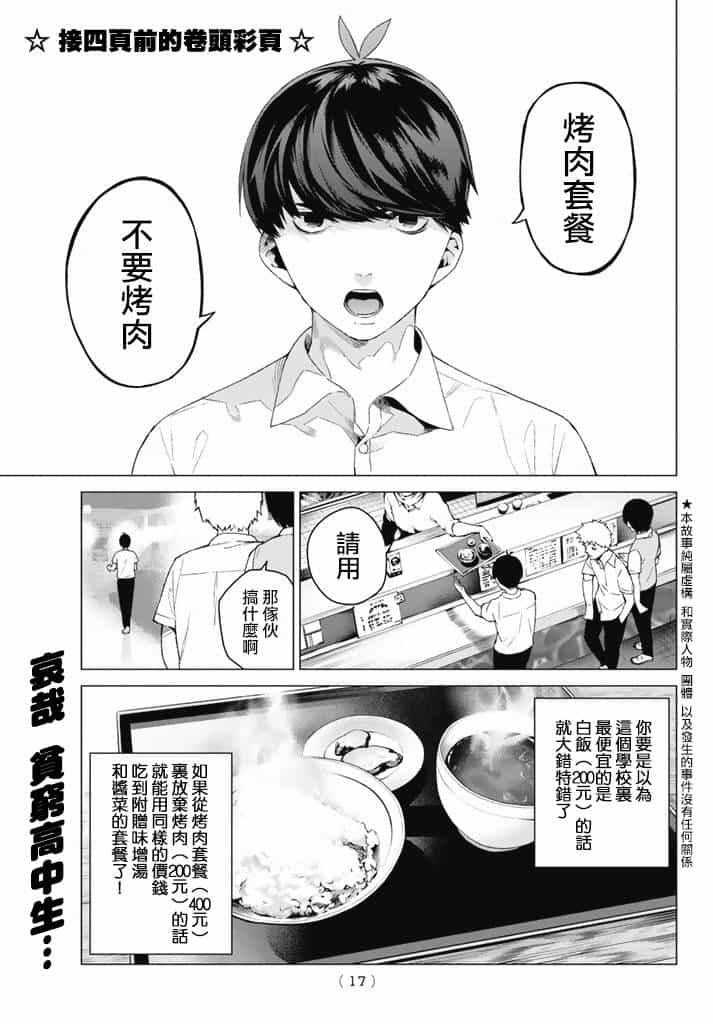 ☆ 接四頁前的卷頭彩頁 ☆
烤肉套餐
不要烤肉
請用
那傢伙
搞什麼啊
★本故事純屬虛構 和實際人物 團體 以及發生的事件沒有任何關係
你要是以為
這個學校裏
最便宜的是
白飯（200元）的話
就大錯特錯了
如果從烤肉套餐（400元）
裏放棄烤肉（200元）的話
就能用同樣的價錢
吃到附贈味增湯
和醬菜的套餐了！
哀哉 貧窮高中生…
（17）